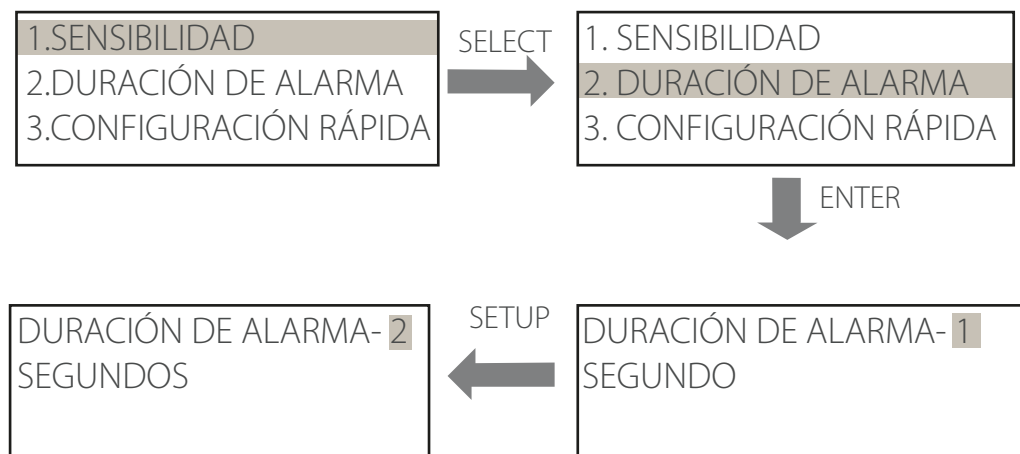 1.SENSIBILIDAD
2.DURACIÓN DE ALARMA
3.CONFIGURACIÓN RÁPIDA
SELECT
1. SENSIBILIDAD
2. DURACIÓN DE ALARMA
3. CONFIGURACIÓN RÁPIDA
ENTER
DURACIÓN DE ALARMA- 1
SEGUNDO
SETUP
DURACIÓN DE ALARMA- 2
SEGUNDOS